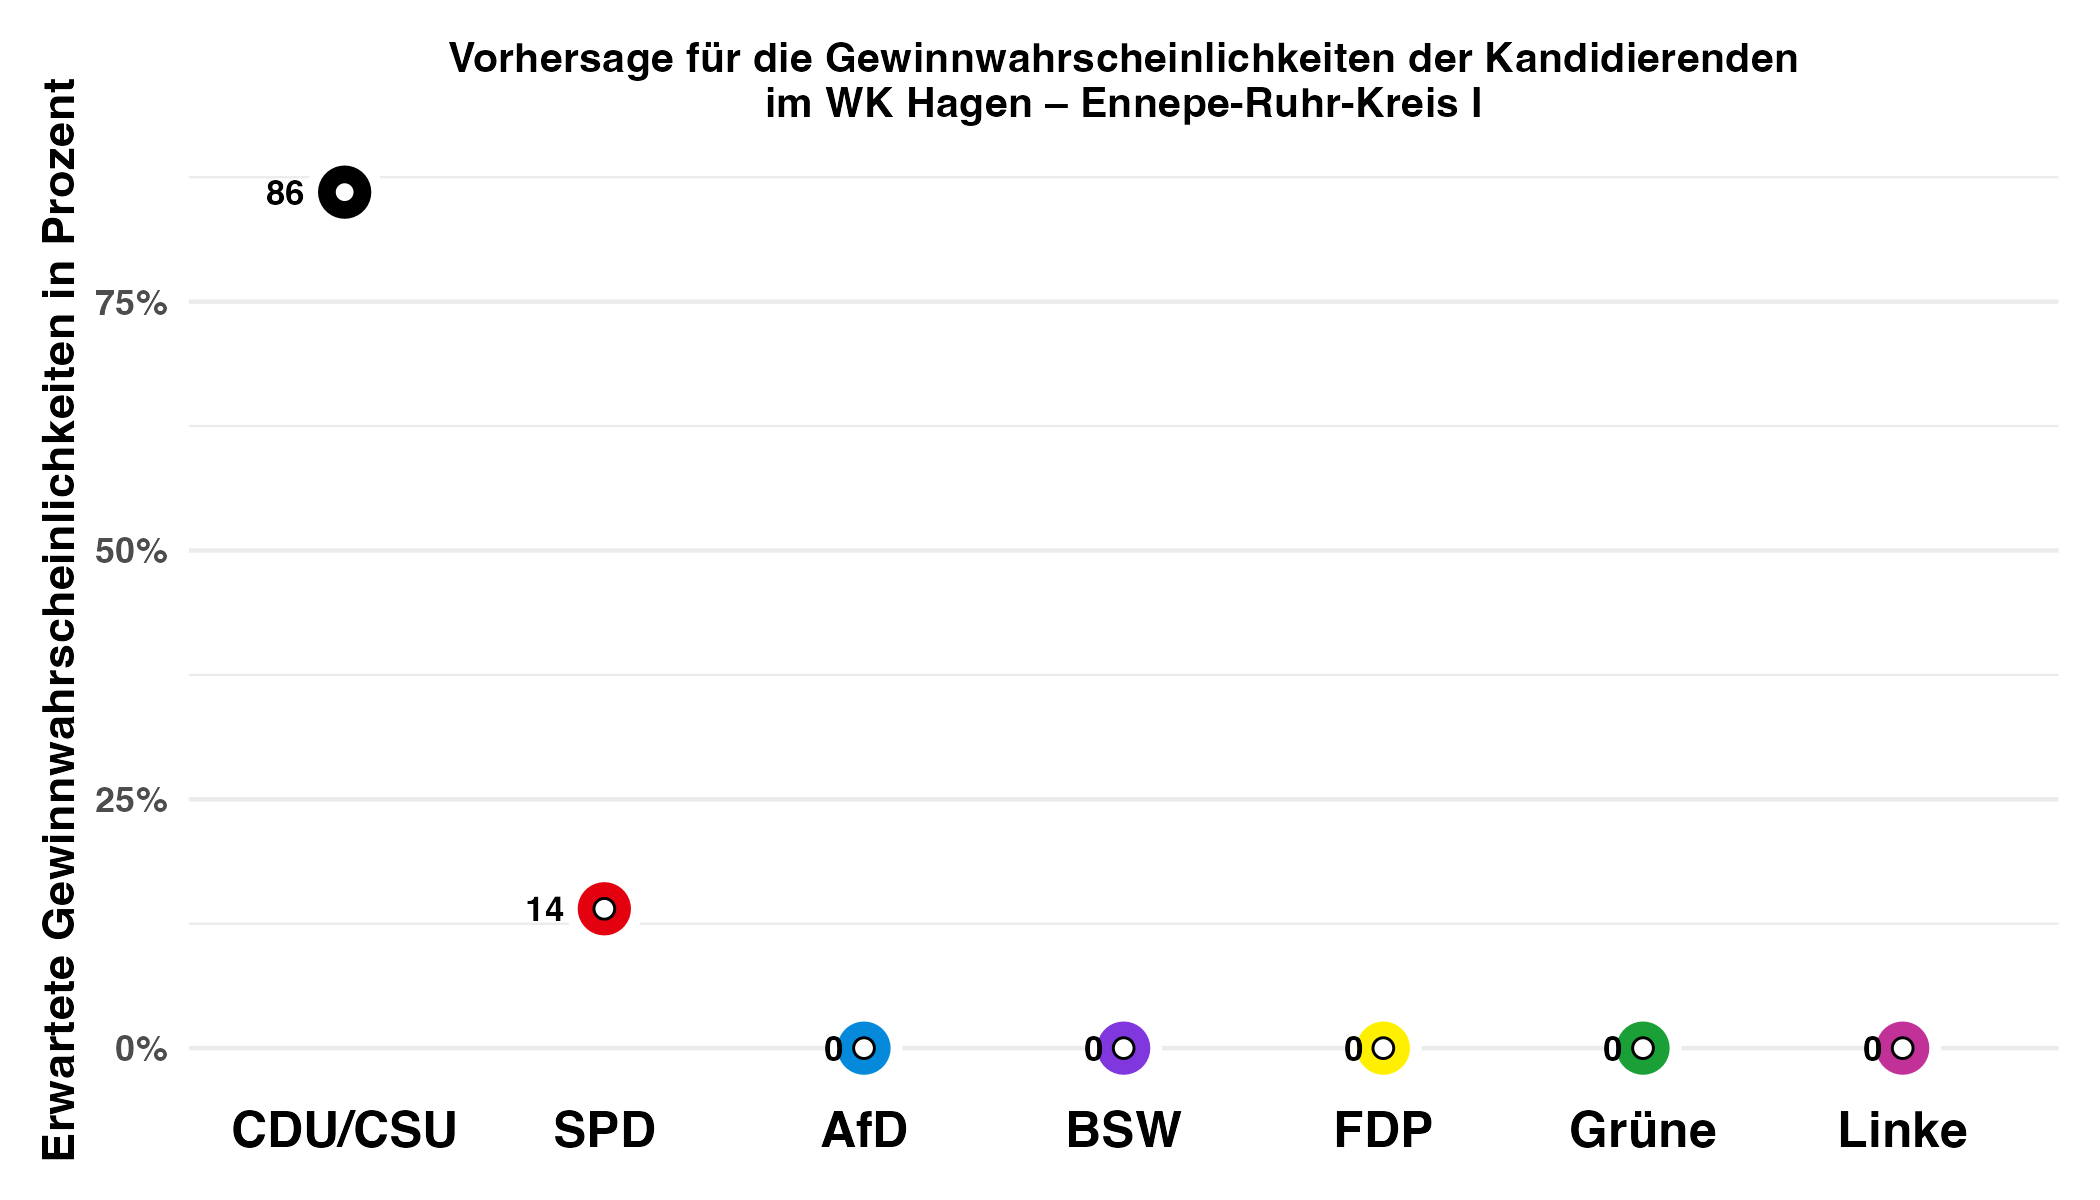 Vorhersage für die Gewinnwahrscheinlichkeiten der Kandidierenden
im WK Hagen – Ennepe-Ruhr-Kreis I
Erwartete Gewinnwahrscheinlichkeiten in Prozent
86
75%
50%
25%
14
0%
0
0
0
0
0
CDU/CSU
SPD
AfD
BSW
FDP
Grüne
Linke